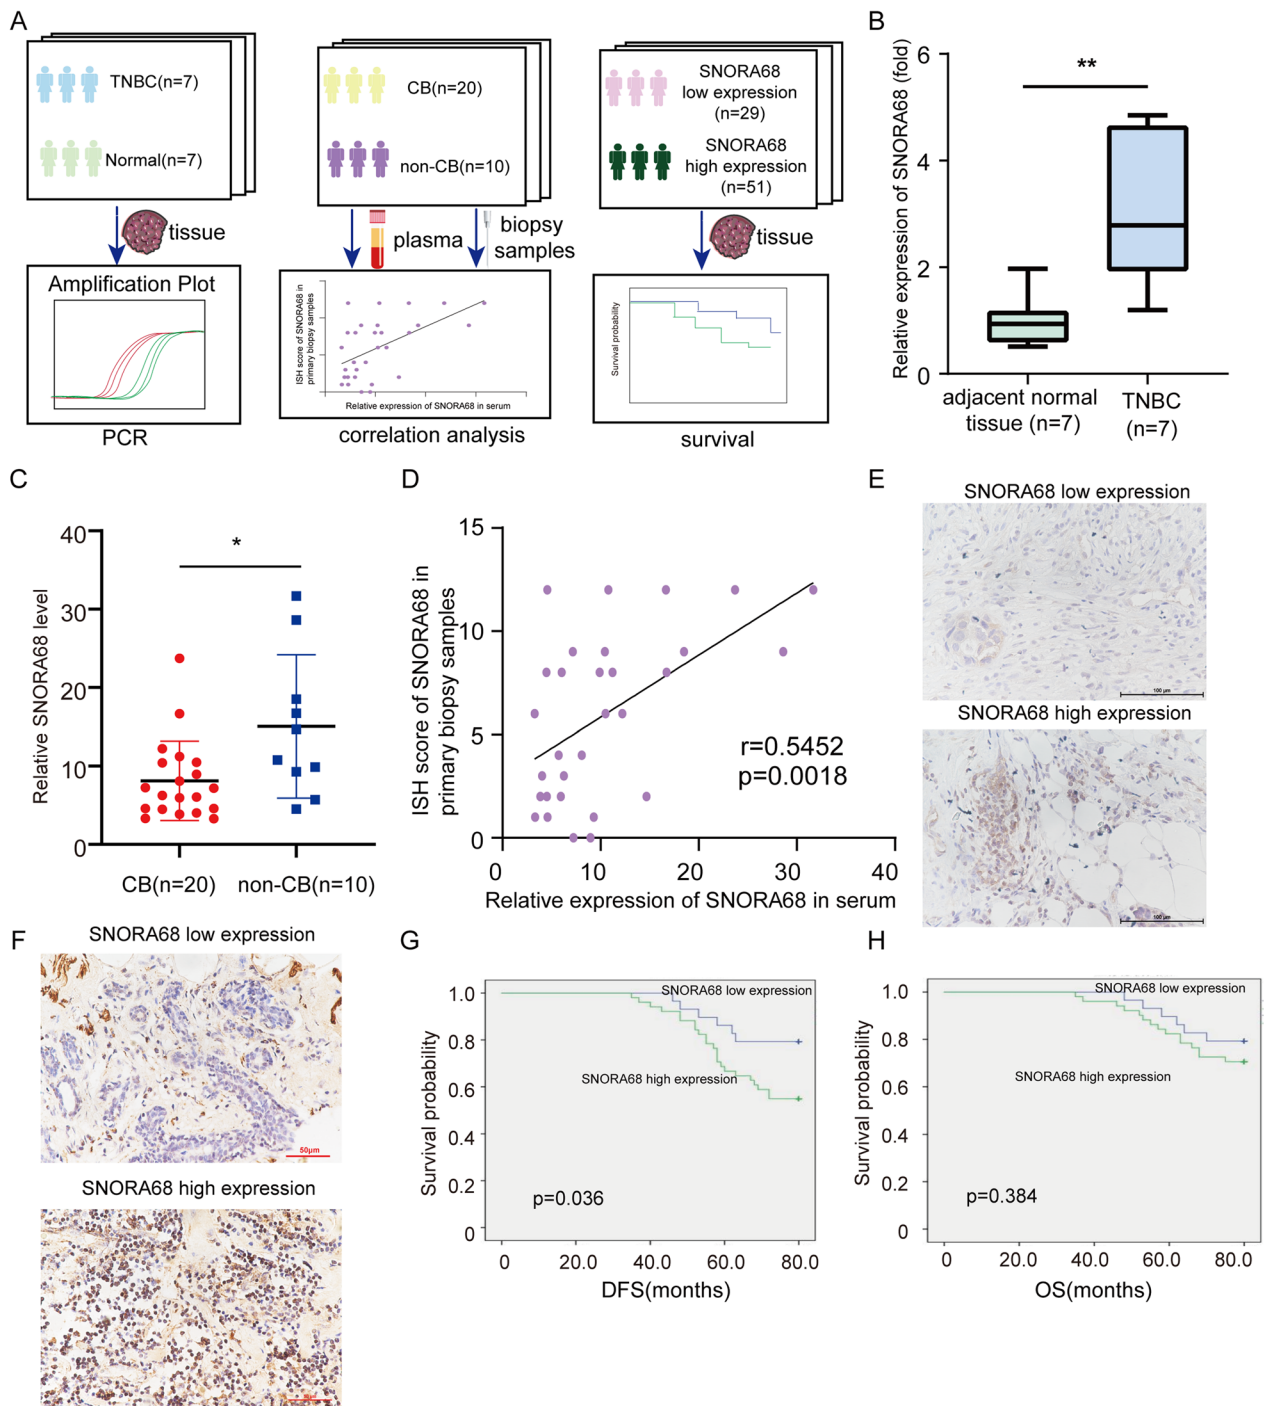 A
TNBC(n=7)
Normal(n=7)
tissue
Amplification Plot
PCR
CB(n=20)
non-CB(n=10)
plasma
biopsy
samples
ISH score of SNORA68 in
primary biopsy samples
Relative expression of SNORA68 in serum
correlation analysis
SNORA68
low expression
(n=29)
SNORA68
high expression
(n=51)
tissue
Survival probability
survival
B
Relative expression of SNORA68 (fold)
6
4
2
0
**
adjacent normal
tissue (n=7)
TNBC
(n=7)
C
Relative SNORA68 level
40
30
20
10
0
*
CB(n=20)
non-CB(n=10)
D
ISH score of SNORA68 in
primary biopsy samples
15
10
5
0
r=0.5452
p=0.0018
0 10 20 30 40
Relative expression of SNORA68 in serum
E
SNORA68 low expression
100 μm
SNORA68 high expression
100 μm
F
SNORA68 low expression
50μm
SNORA68 high expression
G
Survival probability
1.0
0.8
0.6
0.4
0.2
0
SNORA68 low expression
SNORA68 high expression
p=0.036
0 20.0 40.0 60.0 80.0
DFS(months)
H
Survival probability
1.0
0.8
0.6
0.4
0.2
0
SNORA68 low expression
SNORA68 high expression
p=0.384
0 20.0 40.0 60.0 80.0
OS(months)